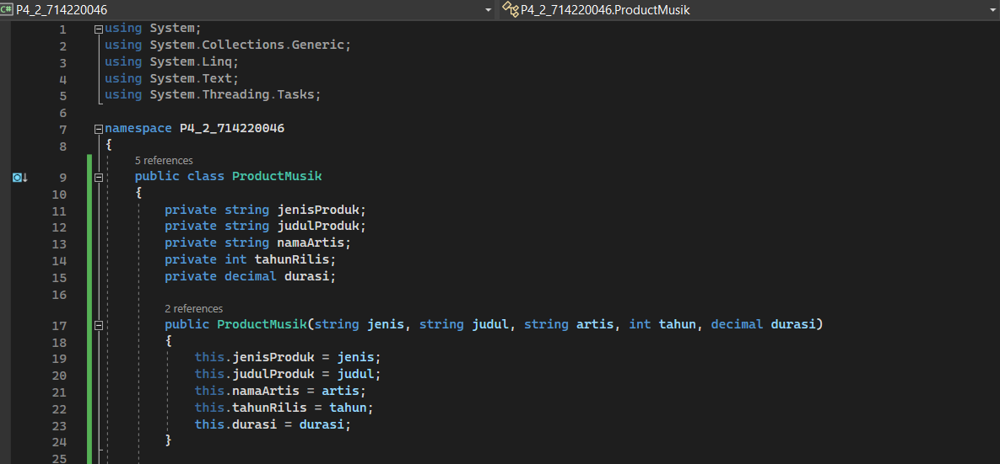 C# P4_2_714220046 P4_2_714220046.ProductMusik
1 using System;
2 using System.Collections.Generic;
3 using System.Linq;
4 using System.Text;
5 using System.Threading.Tasks;
6
7 namespace P4_2_714220046
8 {
5 references
9 public class ProductMusik
10 {
11 private string jenisProduk;
12 private string judulProduk;
13 private string namaArtis;
14 private int tahunRilis;
15 private decimal durasi;
16
2 references
17 public ProductMusik(string jenis, string judul, string artis, int tahun, decimal durasi)
18 {
19 this.jenisProduk = jenis;
20 this.judulProduk = judul;
21 this.namaArtis = artis;
22 this.tahunRilis = tahun;
23 this.durasi = durasi;
24 }
25